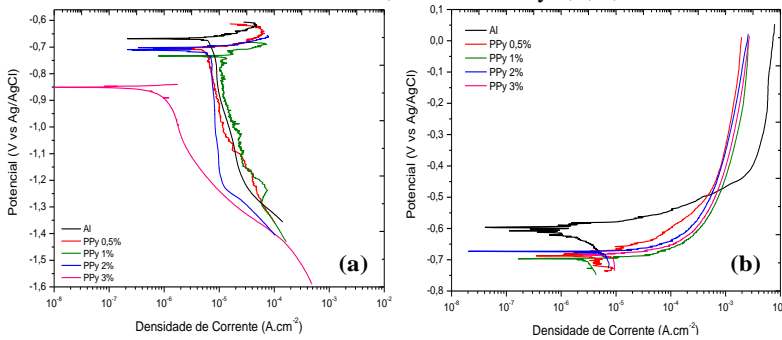 -0,6
-0,7
-0,8
-0,9
-1,0
-1,1
-1,2
-1,3
-1,4
-1,5
-1,6
Potencial (V vs Ag/AgCl)
Al
PPy 0,5%
PPy 1%
PPy 2%
PPy 3%
(a)
10⁻⁸ 10⁻⁷ 10⁻⁶ 10⁻⁵ 10⁻⁴ 10⁻³
Densidade de Corrente (A.cm⁻²)
0,1
0,0
-0,1
-0,2
-0,3
-0,4
-0,5
-0,6
-0,7
-0,8
Potencial (V vs Ag/AgCl)
Al
PPy 0,5%
PPy 1%
PPy 2%
PPy 3%
(b)
10⁻⁸ 10⁻⁷ 10⁻⁶ 10⁻⁵ 10⁻⁴ 10⁻³
Densidade de Corrente (A.cm⁻²)